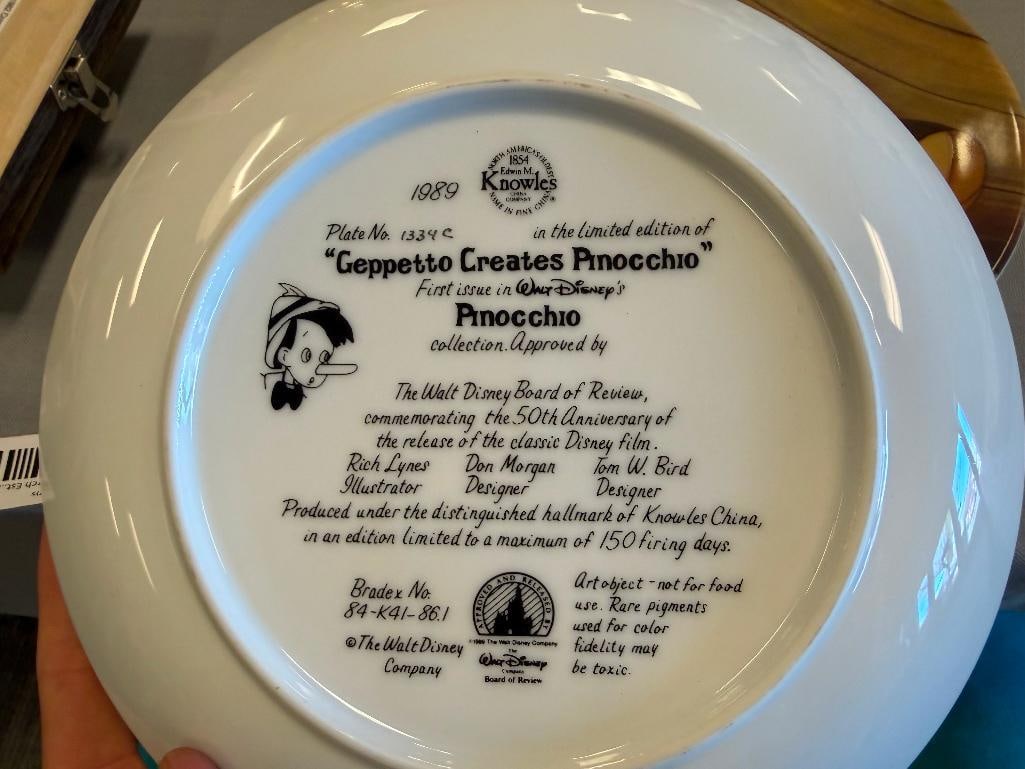 NORTH AMERICA'S OLDEST
1854
Edwin M.
Knowles
CHINA
COMPANY
NAME IN FINE CHINA
1989
Plate No. 1334C in the limited edition of
"Geppetto Creates Pinocchio"
First issue in Walt Disney's
Pinocchio
collection. Approved by
The Walt Disney Board of Review,
commemorating the 50th Anniversary of
the release of the classic Disney film.
Rich Lynes Don Morgan Tom W. Bird
Illustrator Designer Designer
Produced under the distinguished hallmark of Knowles China,
in an edition limited to a maximum of 150 firing days.
Bradex No.
84-K41-86.1
©The Walt Disney
Company
APPROVED AND RELEASED BY
©1989 The Walt Disney Company
The
Walt Disney
Company
Board of Review
Art object - not for food
use. Rare pigments
used for color
fidelity may
be toxic.